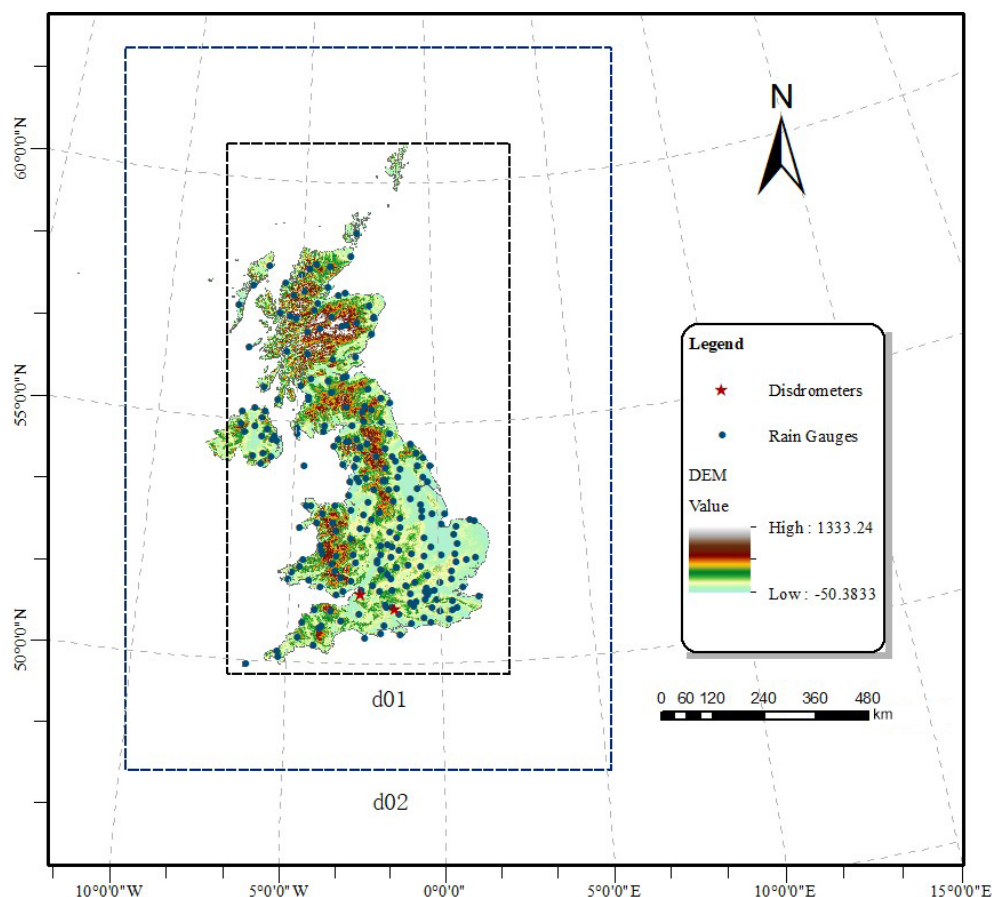 N
60°0'0"N
55°0'0"N
50°0'0"N
Legend
Disdrometers
Rain Gauges
DEM
Value
High : 1333.24
Low : -50.3833
d01
0 60 120 240 360 480
km
d02
10°0'0"W 5°0'0"W 0°0'0" 5°0'0"E 10°0'0"E 15°0'0"E